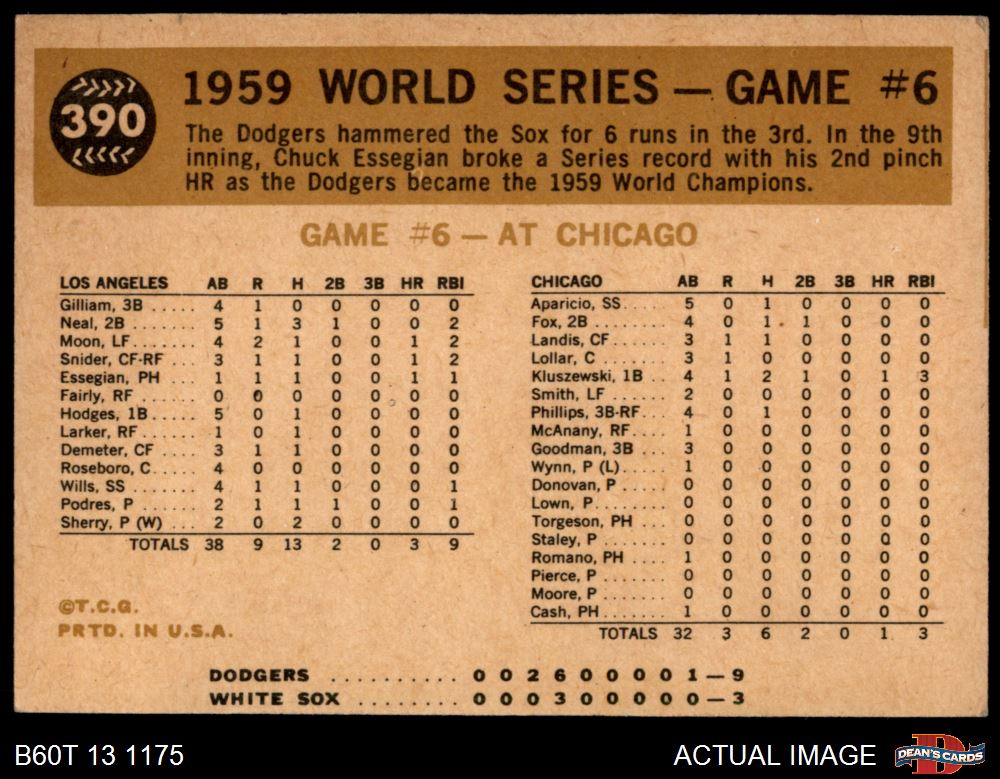 390
1959 WORLD SERIES — GAME #6
The Dodgers hammered the Sox for 6 runs in the 3rd. In the 9th
inning, Chuck Essegian broke a Series record with his 2nd pinch
HR as the Dodgers became the 1959 World Champions.
GAME #6 — AT CHICAGO
LOS ANGELES AB R H 2B 3B HR RBI
Gilliam, 3B ..... 4 1 0 0 0 0 0
Neal, 2B ....... 5 1 3 1 0 0 2
Moon, LF ....... 4 2 1 0 0 1 2
Snider, CF-RF ... 3 1 1 0 0 1 2
Essegian, PH ... 1 1 1 0 0 1 1
Fairly, RF ...... 0 0 0 0 0 0 0
Hodges, 1B ..... 5 0 1 0 0 0 0
Larker, RF ...... 1 0 1 0 0 0 0
Demeter, CF .... 3 1 1 0 0 0 0
Roseboro, C ..... 4 0 0 0 0 0 0
Wills, SS ....... 4 1 1 0 0 0 1
Podres, P ...... 2 1 1 1 0 0 1
Sherry, P (W) ... 2 0 2 0 0 0 0
TOTALS 38 9 13 2 0 3 9
CHICAGO AB R H 2B 3B HR RBI
Aparicio, SS .... 5 0 1 0 0 0 0
Fox, 2B ........ 4 0 1 1 0 0 0
Landis, CF ...... 3 1 1 0 0 0 0
Lollar, C ....... 3 1 0 0 0 0 0
Kluszewski, 1B .. 4 1 2 1 0 1 3
Smith, LF ...... 2 0 0 0 0 0 0
Phillips, 3B-RF ... 4 0 1 0 0 0 0
McAnany, RF .... 1 0 0 0 0 0 0
Goodman, 3B ... 3 0 0 0 0 0 0
Wynn, P (L) ..... 1 0 0 0 0 0 0
Donovan, P ..... 0 0 0 0 0 0 0
Lown, P ........ 0 0 0 0 0 0 0
Torgeson, PH ... 0 0 0 0 0 0 0
Staley, P ....... 0 0 0 0 0 0 0
Romano, PH .... 1 0 0 0 0 0 0
Pierce, P ....... 0 0 0 0 0 0 0
Moore, P ....... 0 0 0 0 0 0 0
Cash, PH ....... 1 0 0 0 0 0 0
TOTALS 32 3 6 2 0 1 3
©T.C.G.
PRTD. IN U.S.A.
DODGERS .......... 0 0 2 6 0 0 0 0 1 — 9
WHITE SOX ........ 0 0 0 3 0 0 0 0 0 — 3
B60T 13 1175
ACTUAL IMAGE
D
DEAN'S CARDS